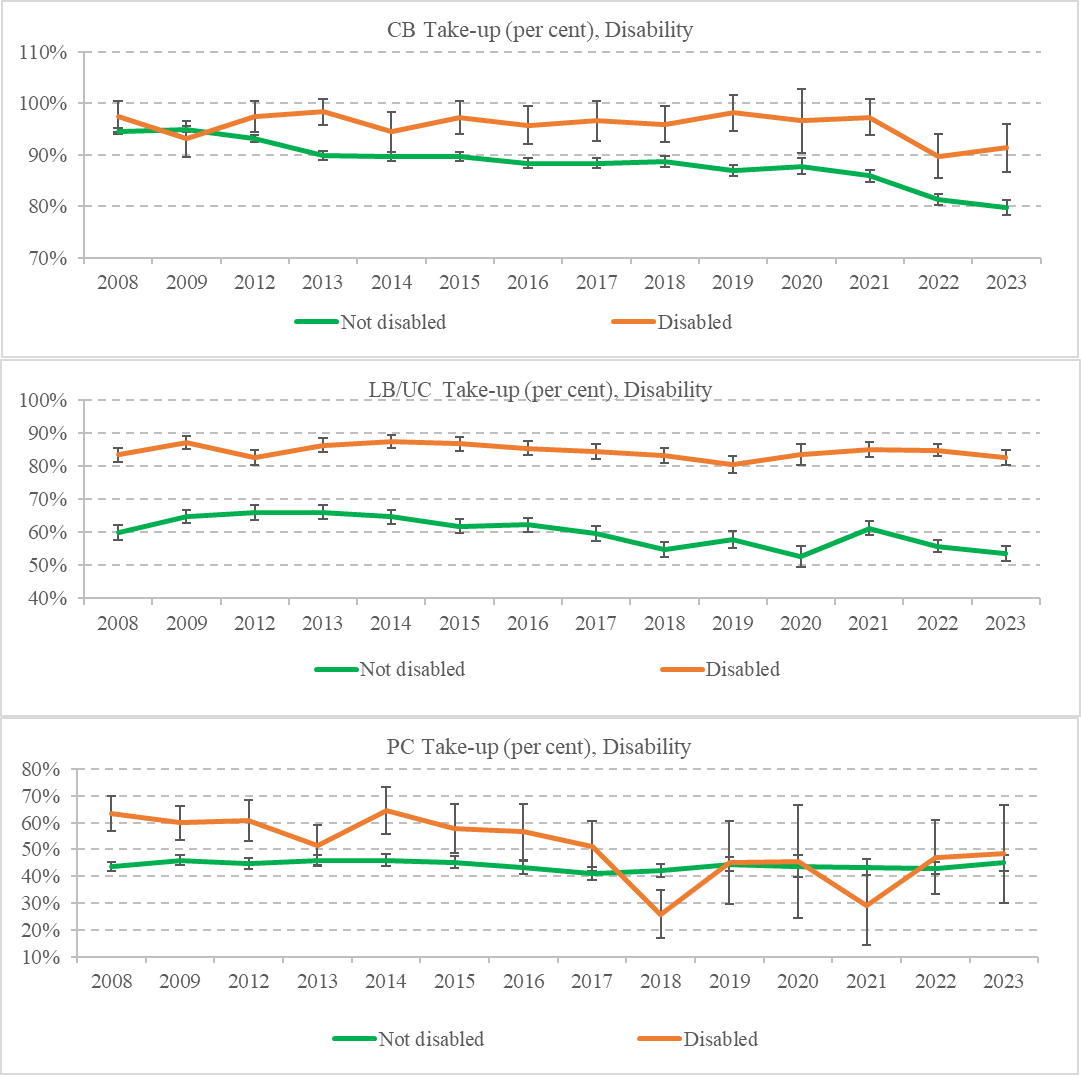 CB Take-up (per cent), Disability
110%
100%
90%
80%
70%
2008 2009 2012 2013 2014 2015 2016 2017 2018 2019 2020 2021 2022 2023
Not disabled Disabled
LB/UC Take-up (per cent), Disability
100%
90%
80%
70%
60%
50%
40%
2008 2009 2012 2013 2014 2015 2016 2017 2018 2019 2020 2021 2022 2023
Not disabled Disabled
PC Take-up (per cent), Disability
80%
70%
60%
50%
40%
30%
20%
10%
2008 2009 2012 2013 2014 2015 2016 2017 2018 2019 2020 2021 2022 2023
Not disabled Disabled